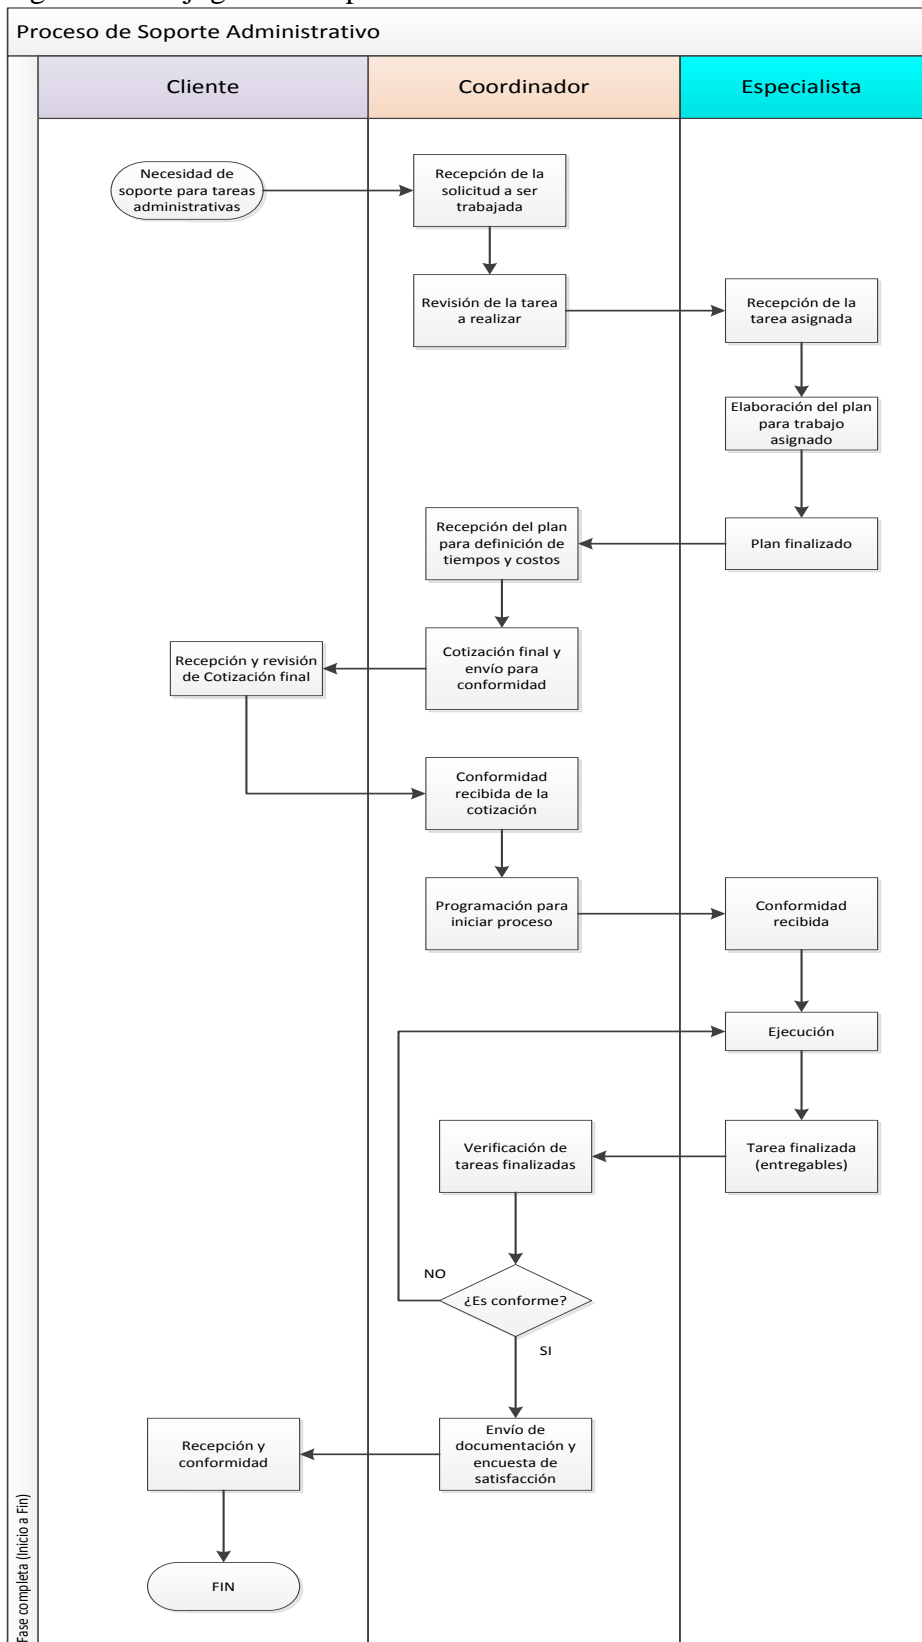 Proceso de Soporte Administrativo
Cliente
Coordinador
Especialista
Necesidad de
soporte para tareas
administrativas
Recepción de la
solicitud a ser
trabajada
Revisión de la tarea
a realizar
Recepción de la
tarea asignada
Elaboración del plan
para trabajo
asignado
Plan finalizado
Recepción del plan
para definición de
tiempos y costos
Cotización final y
envío para
conformidad
Recepción y revisión
de Cotización final
Conformidad
recibida de la
cotización
Programación para
iniciar proceso
Conformidad
recibida
Ejecución
Tarea finalizada
(entregables)
Verificación de
tareas finalizadas
¿Es conforme?
NO
SI
Envío de
documentación y
encuesta de
satisfacción
Recepción y
conformidad
FIN
Fase completa (Inicio a Fin)